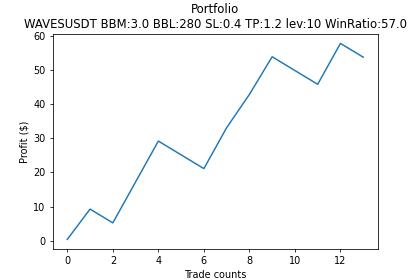 Portfolio
WAVESUSDT BBM:3.0 BBL:280 SL:0.4 TP:1.2 lev:10 WinRatio:57.0
60
50
40
30
20
10
0
Profit ($)
0 2 4 6 8 10 12
Trade counts